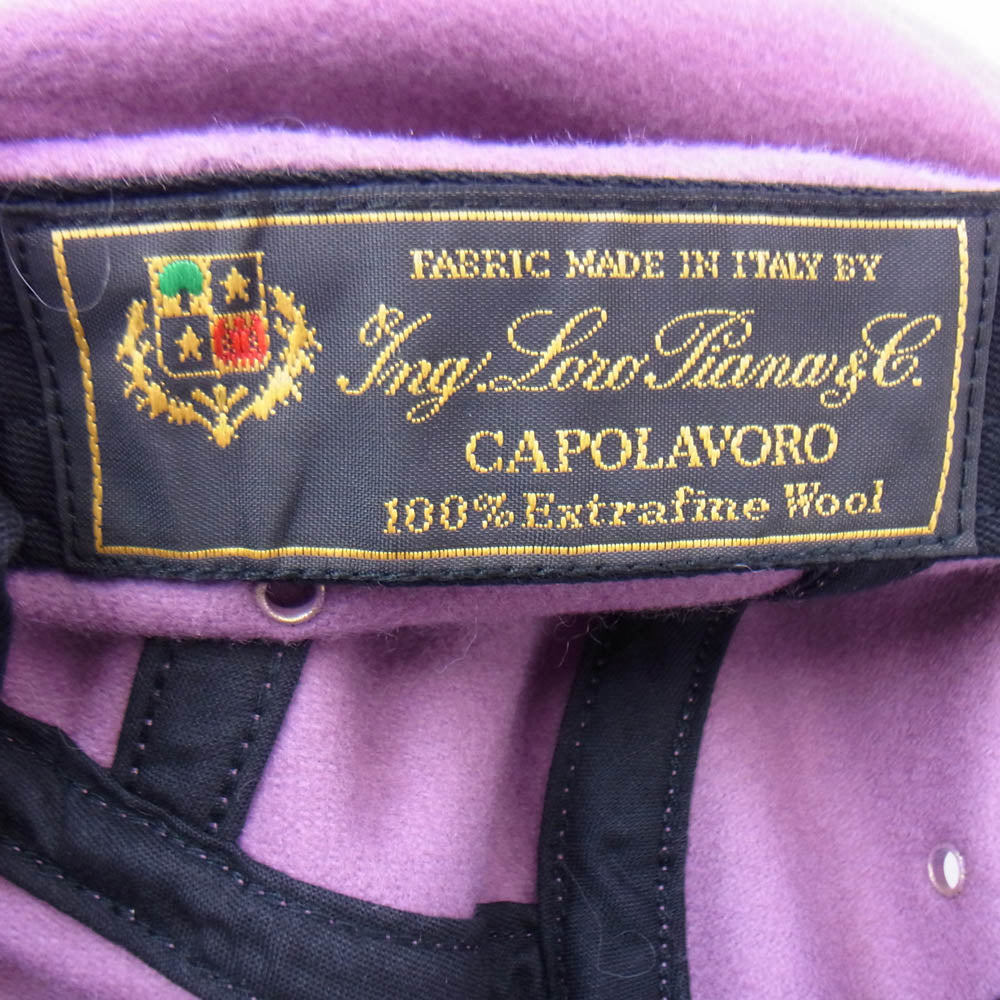 FABRIC MADE IN ITALY BY
Ing. Loro Piana & C.
CAPOLAVORO
100% Extrafine Wool